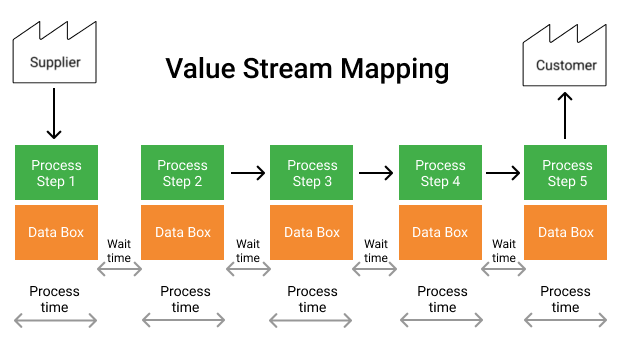 Supplier
Value Stream Mapping
Customer
Process
Step 1
Process
Step 2
Process
Step 3
Process
Step 4
Process
Step 5
Data Box
Data Box
Data Box
Data Box
Data Box
Wait
time
Wait
time
Wait
time
Wait
time
Process
time
Process
time
Process
time
Process
time
Process
time